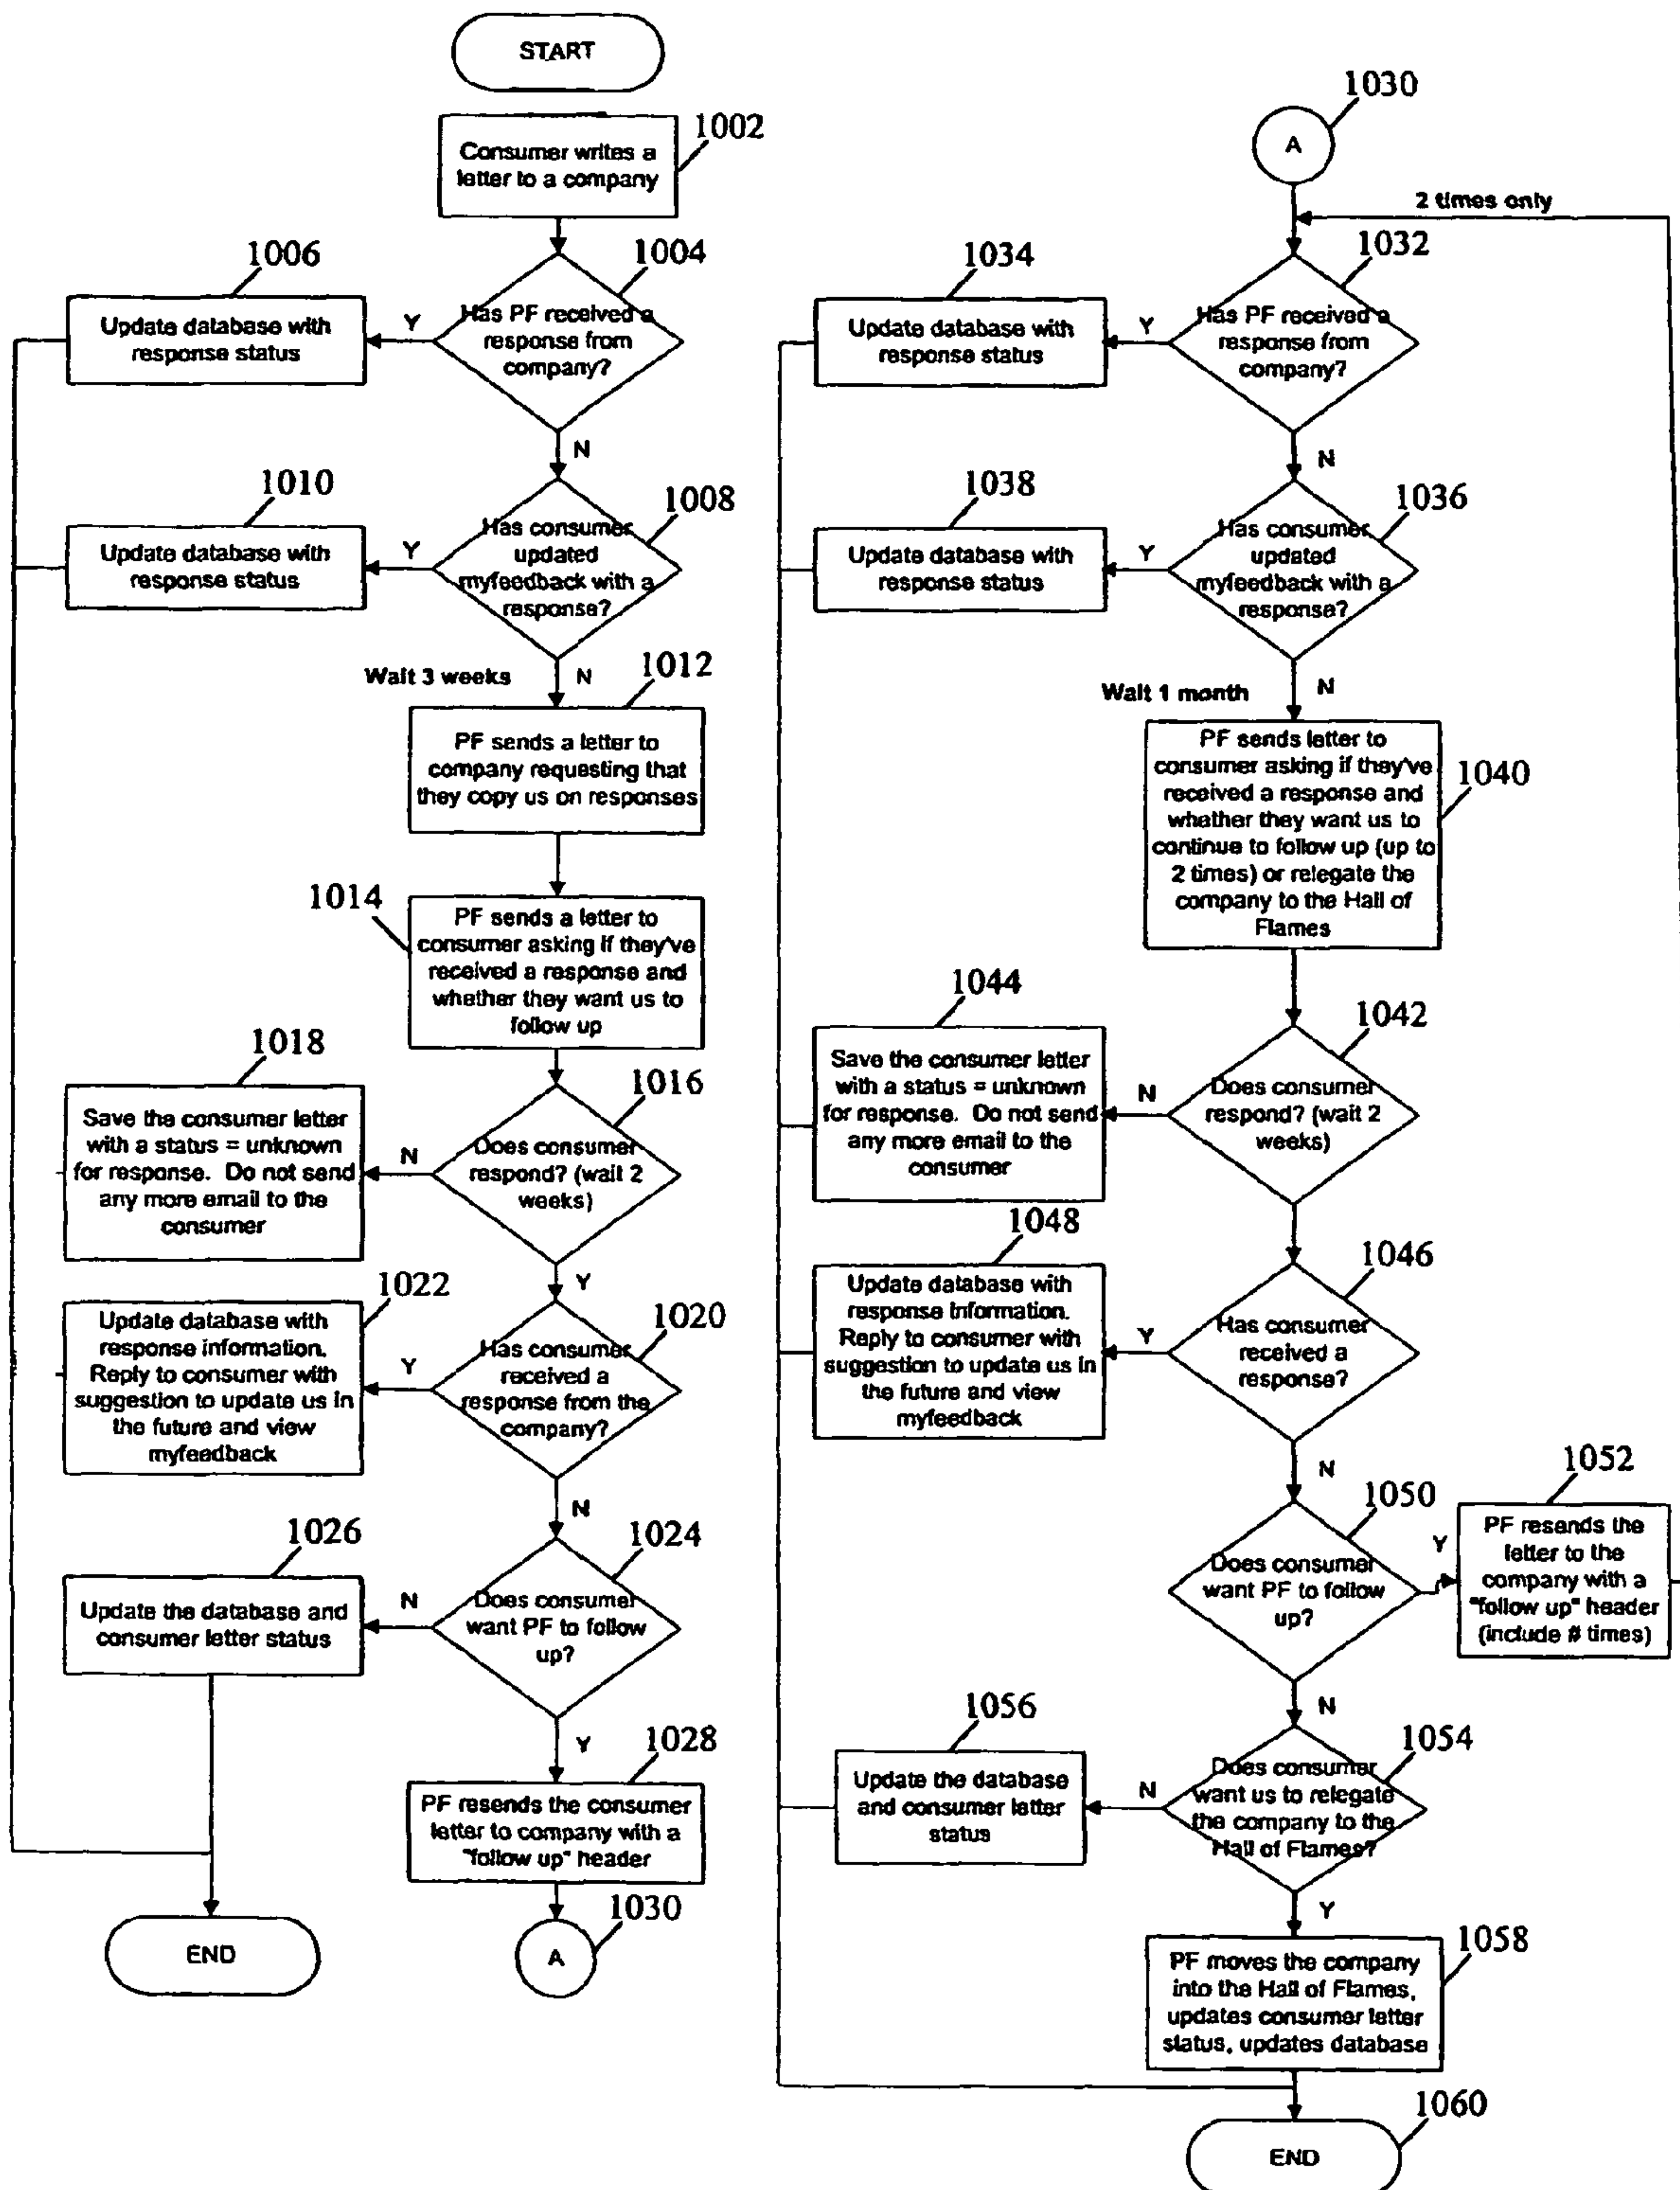 START
1002
Consumer writes a
letter to a company
1006
1004
Has PF received a
response from
company?
Y
Update database with
response status
N
1010
1008
Has consumer
updated
myfeedback with a
response?
Y
Update database with
response status
Wait 3 weeks
N
1012
PF sends a letter to
company requesting that
they copy us on responses
1014
PF sends a letter to
consumer asking if they've
received a response and
whether they want us to
follow up
1018
1016
Save the consumer letter
with a status = unknown
for response. Do not send
any more email to the
consumer
N
Does consumer
respond? (wait 2
weeks)
Y
1022
1020
Update database with
response information.
Reply to consumer with
suggestion to update us in
the future and view
myfeedback
Y
Has consumer
received a
response from the
company?
N
1026
1024
Update the database and
consumer letter status
N
Does consumer
want PF to follow
up?
Y
1028
PF resends the consumer
letter to company with a
"follow up" header
1030
A
END
1030
A
2 times only
1034
1032
Update database with
response status
Y
Has PF received a
response from
company?
N
1038
1036
Update database with
response status
Y
Has consumer
updated
myfeedback with a
response?
Wait 1 month
N
1040
PF sends letter to
consumer asking if they've
received a response and
whether they want us to
continue to follow up (up to
2 times) or relegate the
company to the Hall of
Flames
1044
1042
Save the consumer letter
with a status = unknown
for response. Do not send
any more email to the
consumer
N
Does consumer
respond? (wait 2
weeks)
1048
1046
Update database with
response information.
Reply to consumer with
suggestion to update us in
the future and view
myfeedback
Y
Has consumer
received a
response?
N
1050
1052
Does consumer
want PF to follow
up?
Y
PF resends the
letter to the
company with a
"follow up" header
(include # times)
N
1056
1054
Update the database
and consumer letter
status
N
Does consumer
want us to relegate
the company to the
Hall of Flames?
Y
1058
PF moves the company
into the Hall of Flames,
updates consumer letter
status, updates database
1060
END